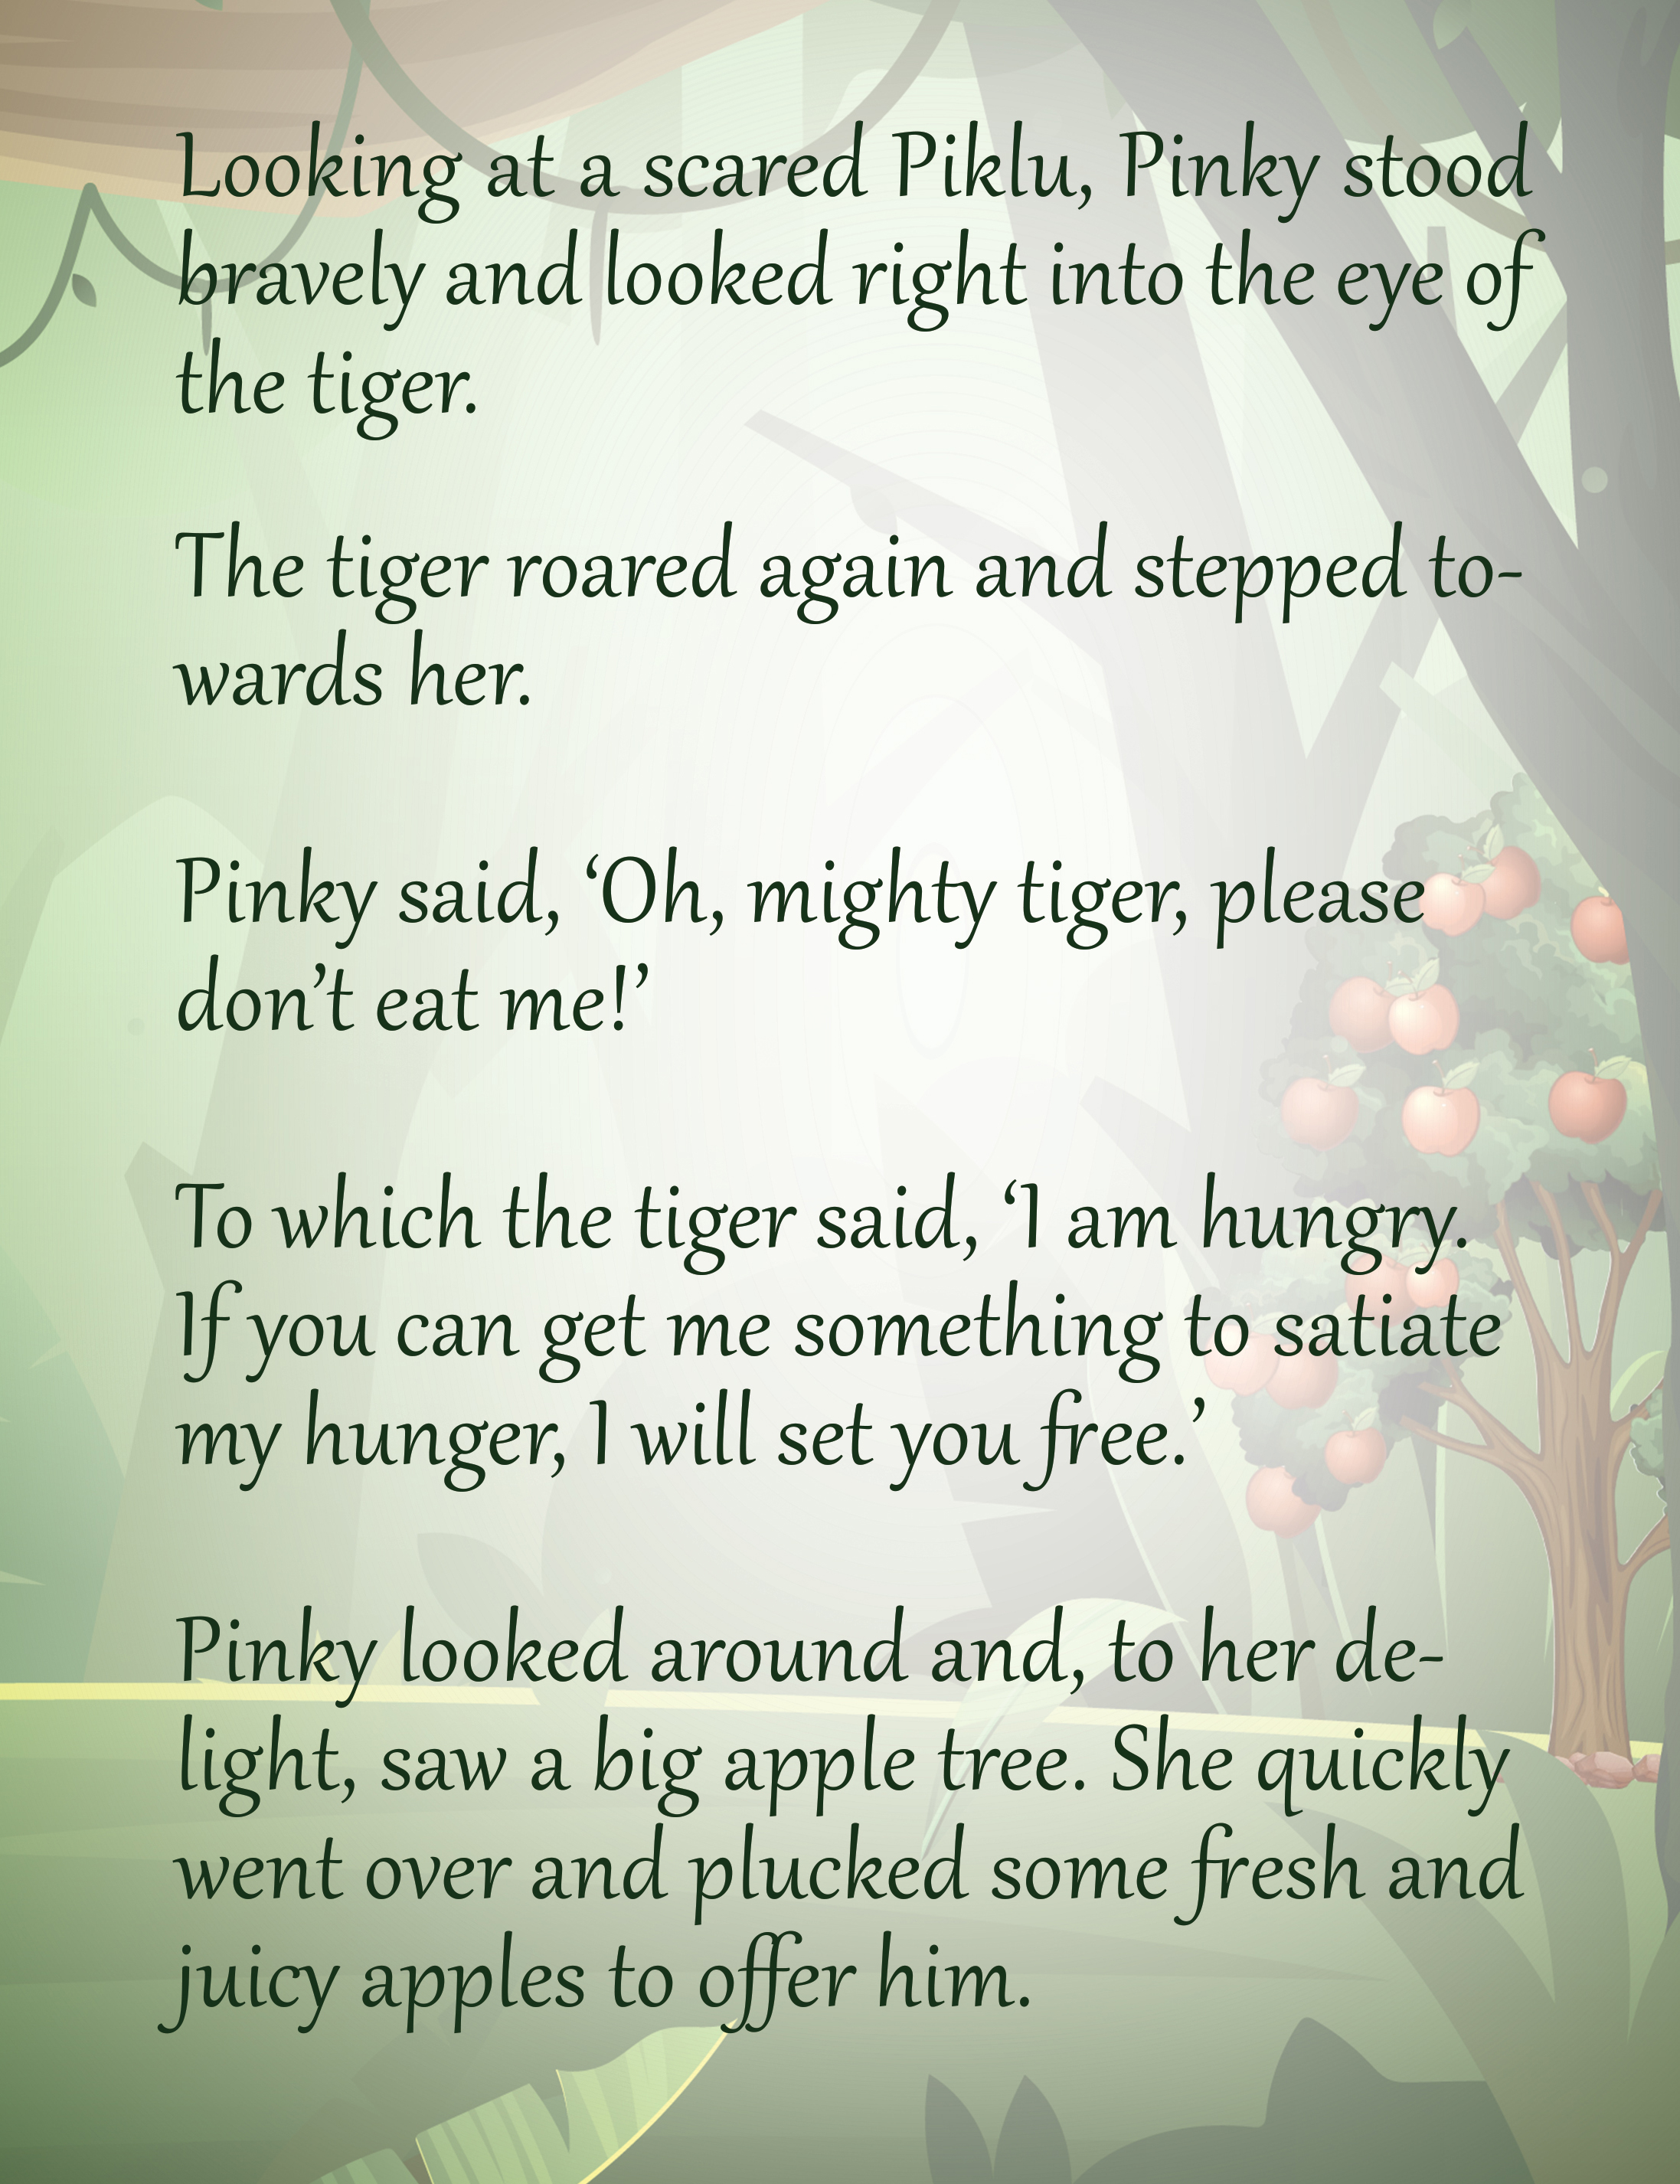 Looking at a scared Piklu, Pinky stood
bravely and looked right into the eye of
the tiger.
The tiger roared again and stepped to-
wards her.
Pinky said, ‘Oh, mighty tiger, please
don’t eat me!’
To which the tiger said, ‘I am hungry.
If you can get me something to satiate
my hunger, I will set you free.’
Pinky looked around and, to her de-
light, saw a big apple tree. She quickly
went over and plucked some fresh and
juicy apples to offer him.